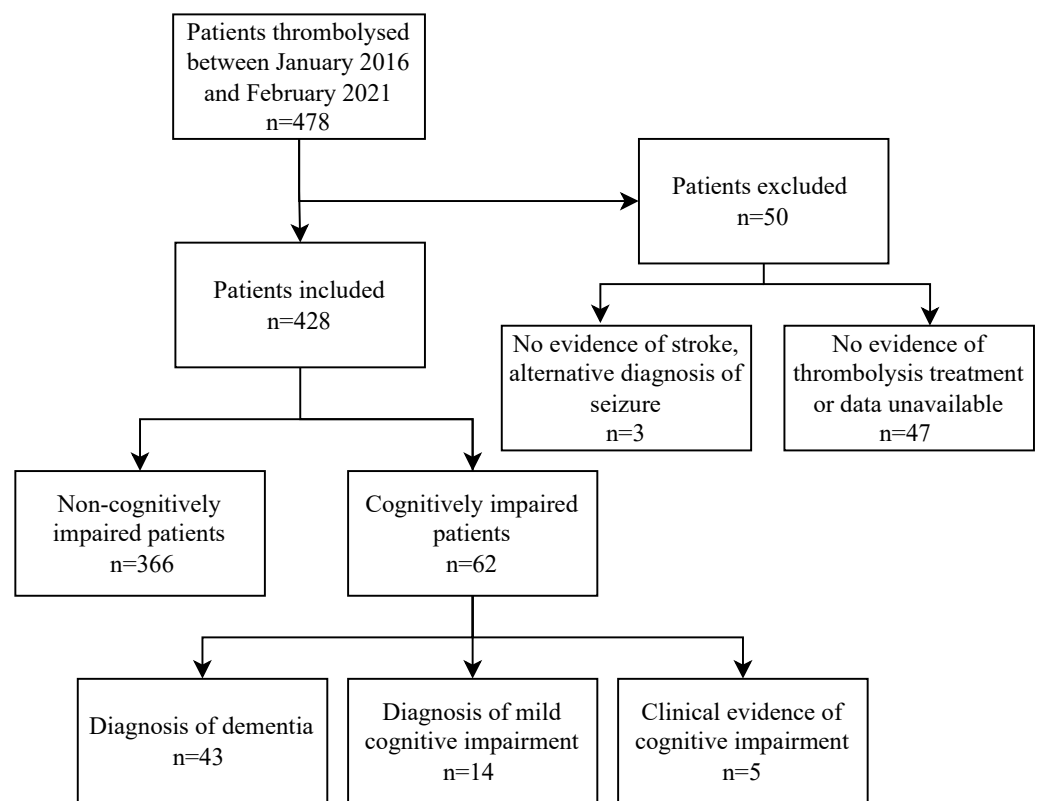 Patients thrombolysed
between January 2016
and February 2021
n=478
Patients excluded
n=50
Patients included
n=428
No evidence of stroke,
alternative diagnosis of
seizure
n=3
No evidence of
thrombolysis treatment
or data unavailable
n=47
Non-cognitively
impaired patients
n=366
Cognitively impaired
patients
n=62
Diagnosis of dementia
n=43
Diagnosis of mild
cognitive impairment
n=14
Clinical evidence of
cognitive impairment
n=5